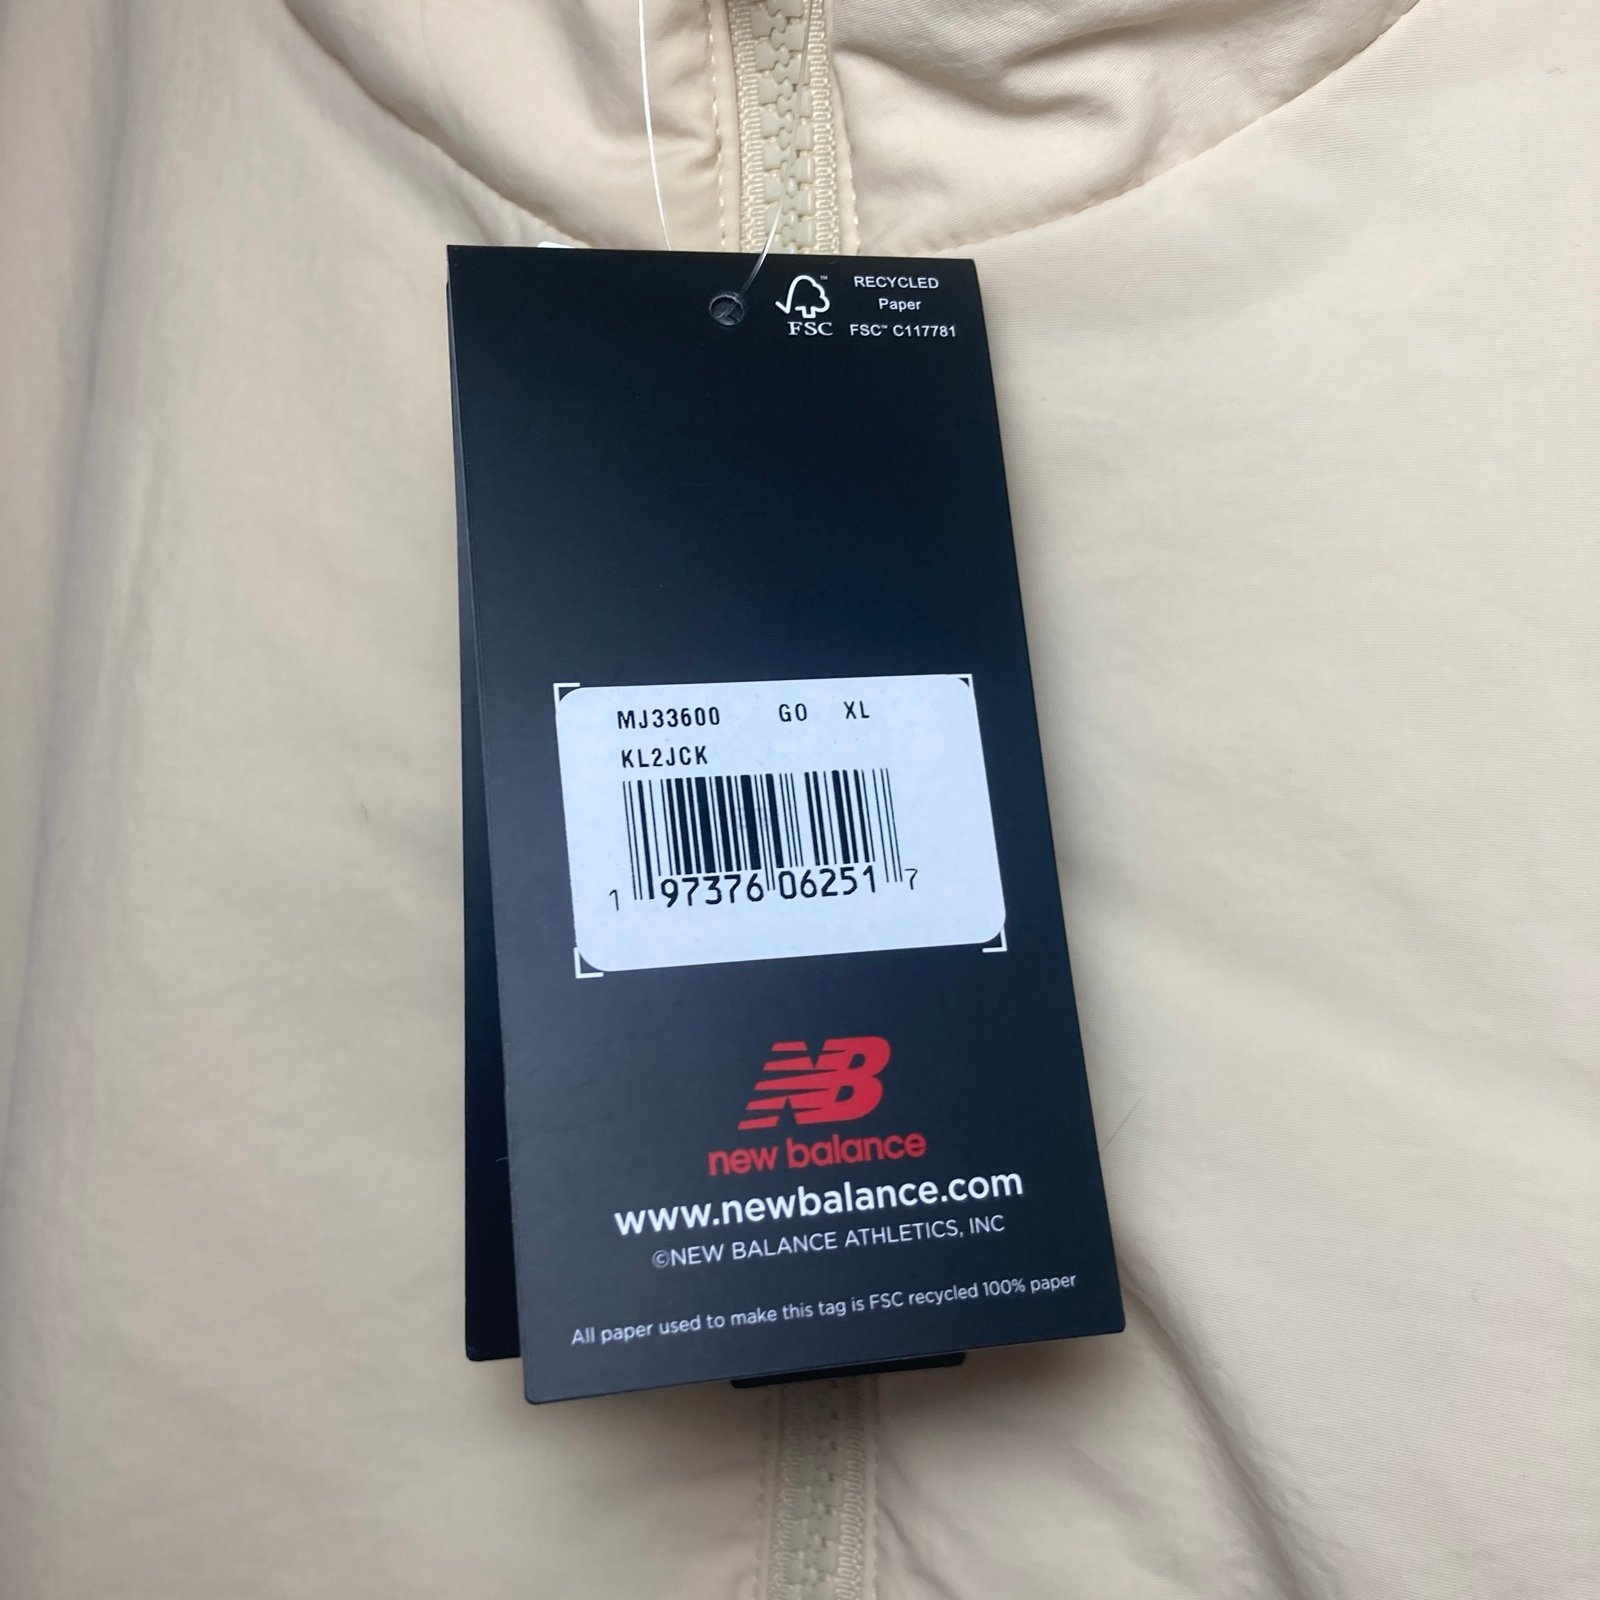 RECYCLED
Paper
FSC™ C117781
FSC™
MJ33600 GO XL
KL2JCK
1 97376 06251 7
NB
new balance
www.newbalance.com
©NEW BALANCE ATHLETICS, INC
All paper used to make this tag is FSC recycled 100% paper